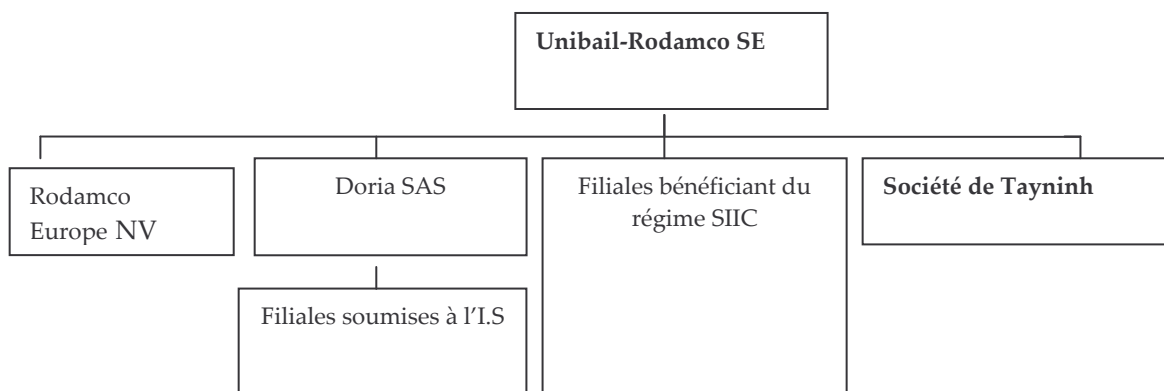 Unibail-Rodamco SE
Rodamco
Europe NV
Doria SAS
Filiales bénéficiant du
régime SIIC
Société de Tayninh
Filiales soumises à l’I.S